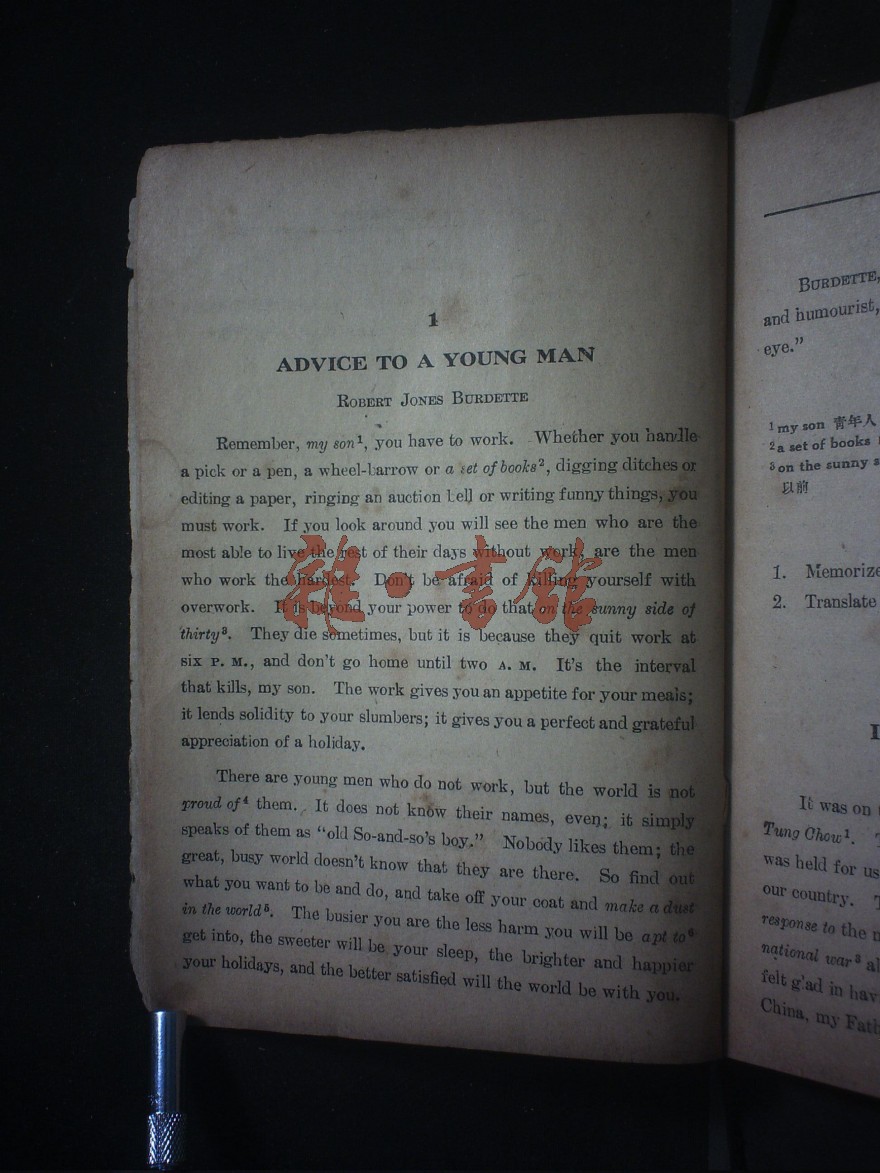 1
ADVICE TO A YOUNG MAN
ROBERT JONES BURDETTE
Remember, my son¹, you have to work. Whether you handle
a pick or a pen, a wheel-barrow or a set of books², digging ditches or
editing a paper, ringing an auction bell or writing funny things, you
must work. If you look around you will see the men who are the
most able to live the rest of their days without work, are the men
who work the hardest. Don't be afraid of killing yourself with
overwork. It is beyond your power to do that on the sunny side of
thirty³. They die sometimes, but it is because they quit work at
six P. M., and don't go home until two A. M. It's the interval
that kills, my son. The work gives you an appetite for your meals;
it lends solidity to your slumbers; it gives you a perfect and grateful
appreciation of a holiday.
There are young men who do not work, but the world is not
proud of⁴ them. It does not know their names, even; it simply
speaks of them as "old So-and-so's boy." Nobody likes them; the
great, busy world doesn't know that they are there. So find out
what you want to be and do, and take off your coat and make a dust
in the world⁵. The busier you are the less harm you will be apt to⁶
get into, the sweeter will be your sleep, the brighter and happier
your holidays, and the better satisfied will the world be with you.
雜·書館
BURDETTE,
and humourist,
eye."
¹ my son 青年人
² a set of books
³ on the sunny s
以前
1. Memorize
2. Translate
I
It was on
Tung Chow¹.
was held for us
our country.
response to the
national war³ al
felt glad in hav
China, my Fath